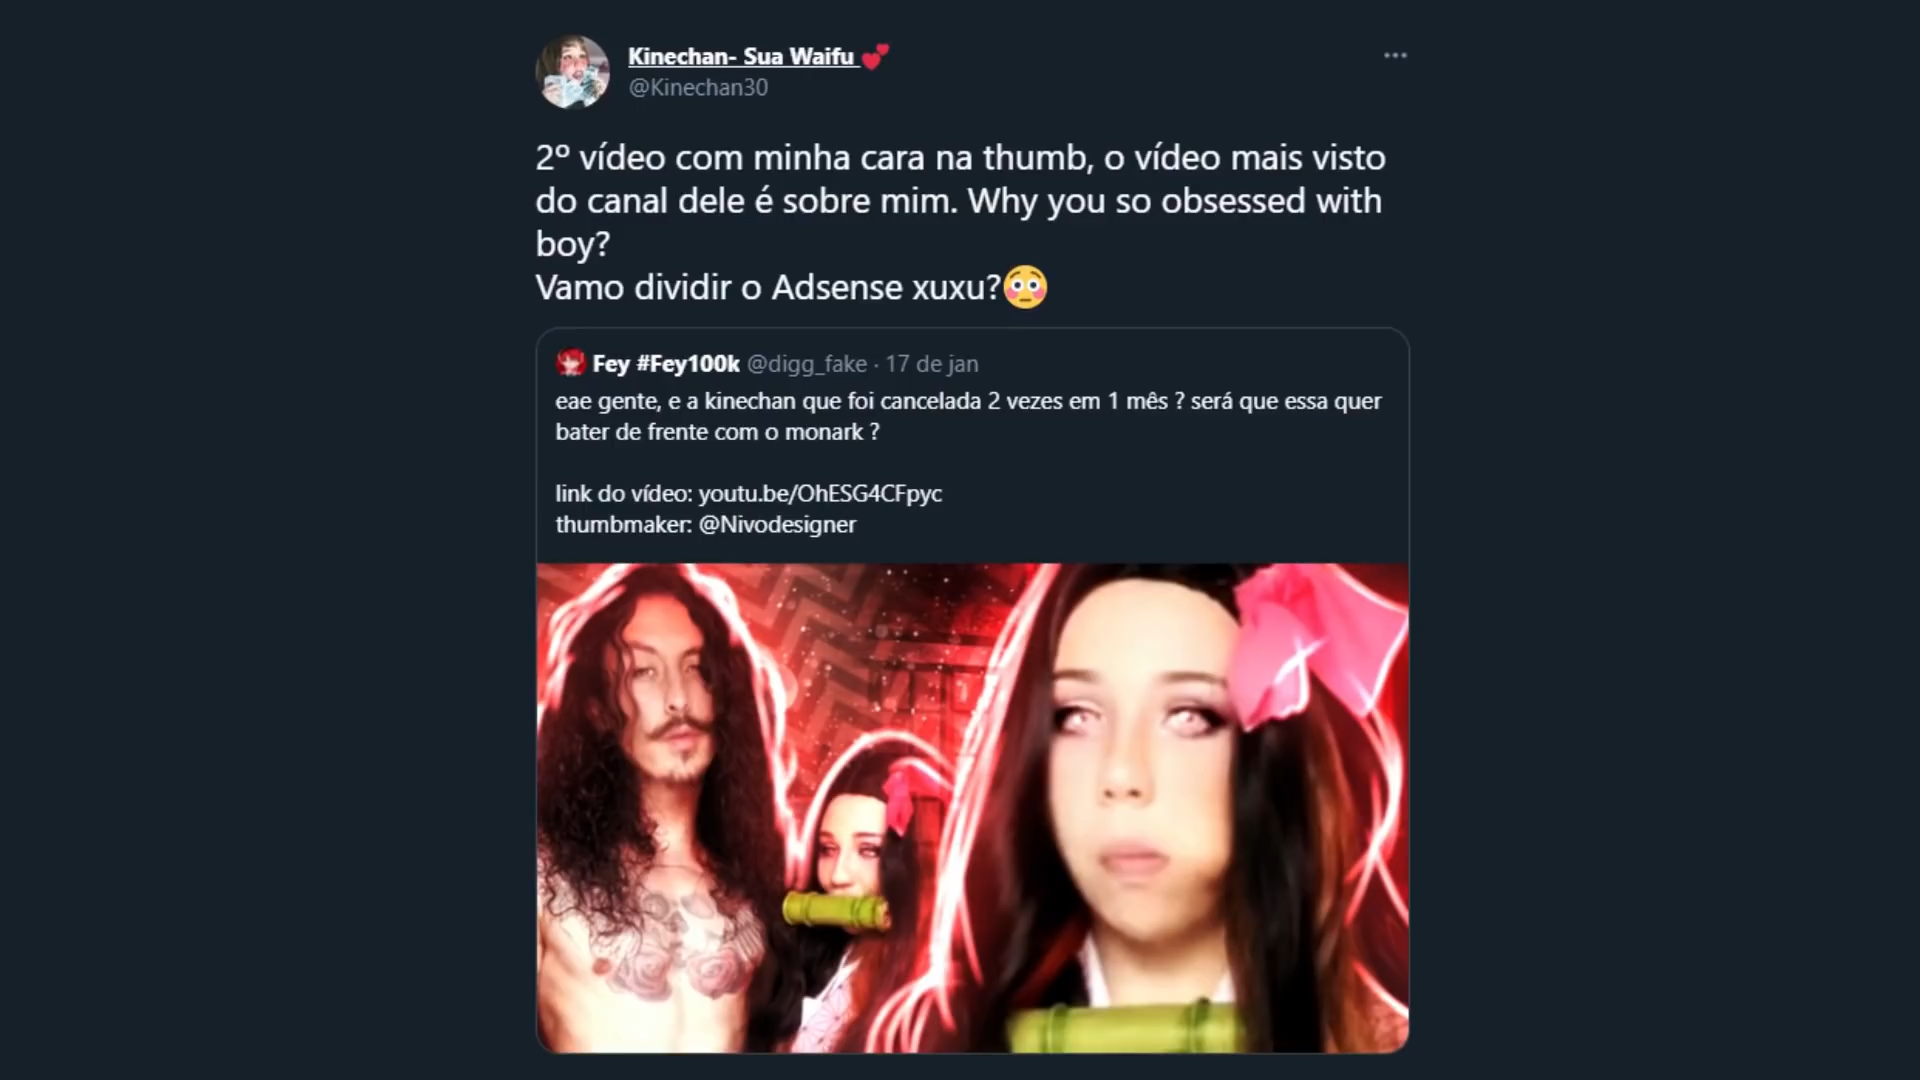 Kinechan- Sua Waifu 💕
@Kinechan30
2º vídeo com minha cara na thumb, o vídeo mais visto
do canal dele é sobre mim. Why you so obsessed with
boy?
Vamo dividir o Adsense xuxu?😳
Fey #Fey100k @digg_fake · 17 de jan
eae gente, e a kinechan que foi cancelada 2 vezes em 1 mês ? será que essa quer
bater de frente com o monark ?
link do vídeo: youtu.be/OhESG4CFpyc
thumbmaker: @Nivodesigner